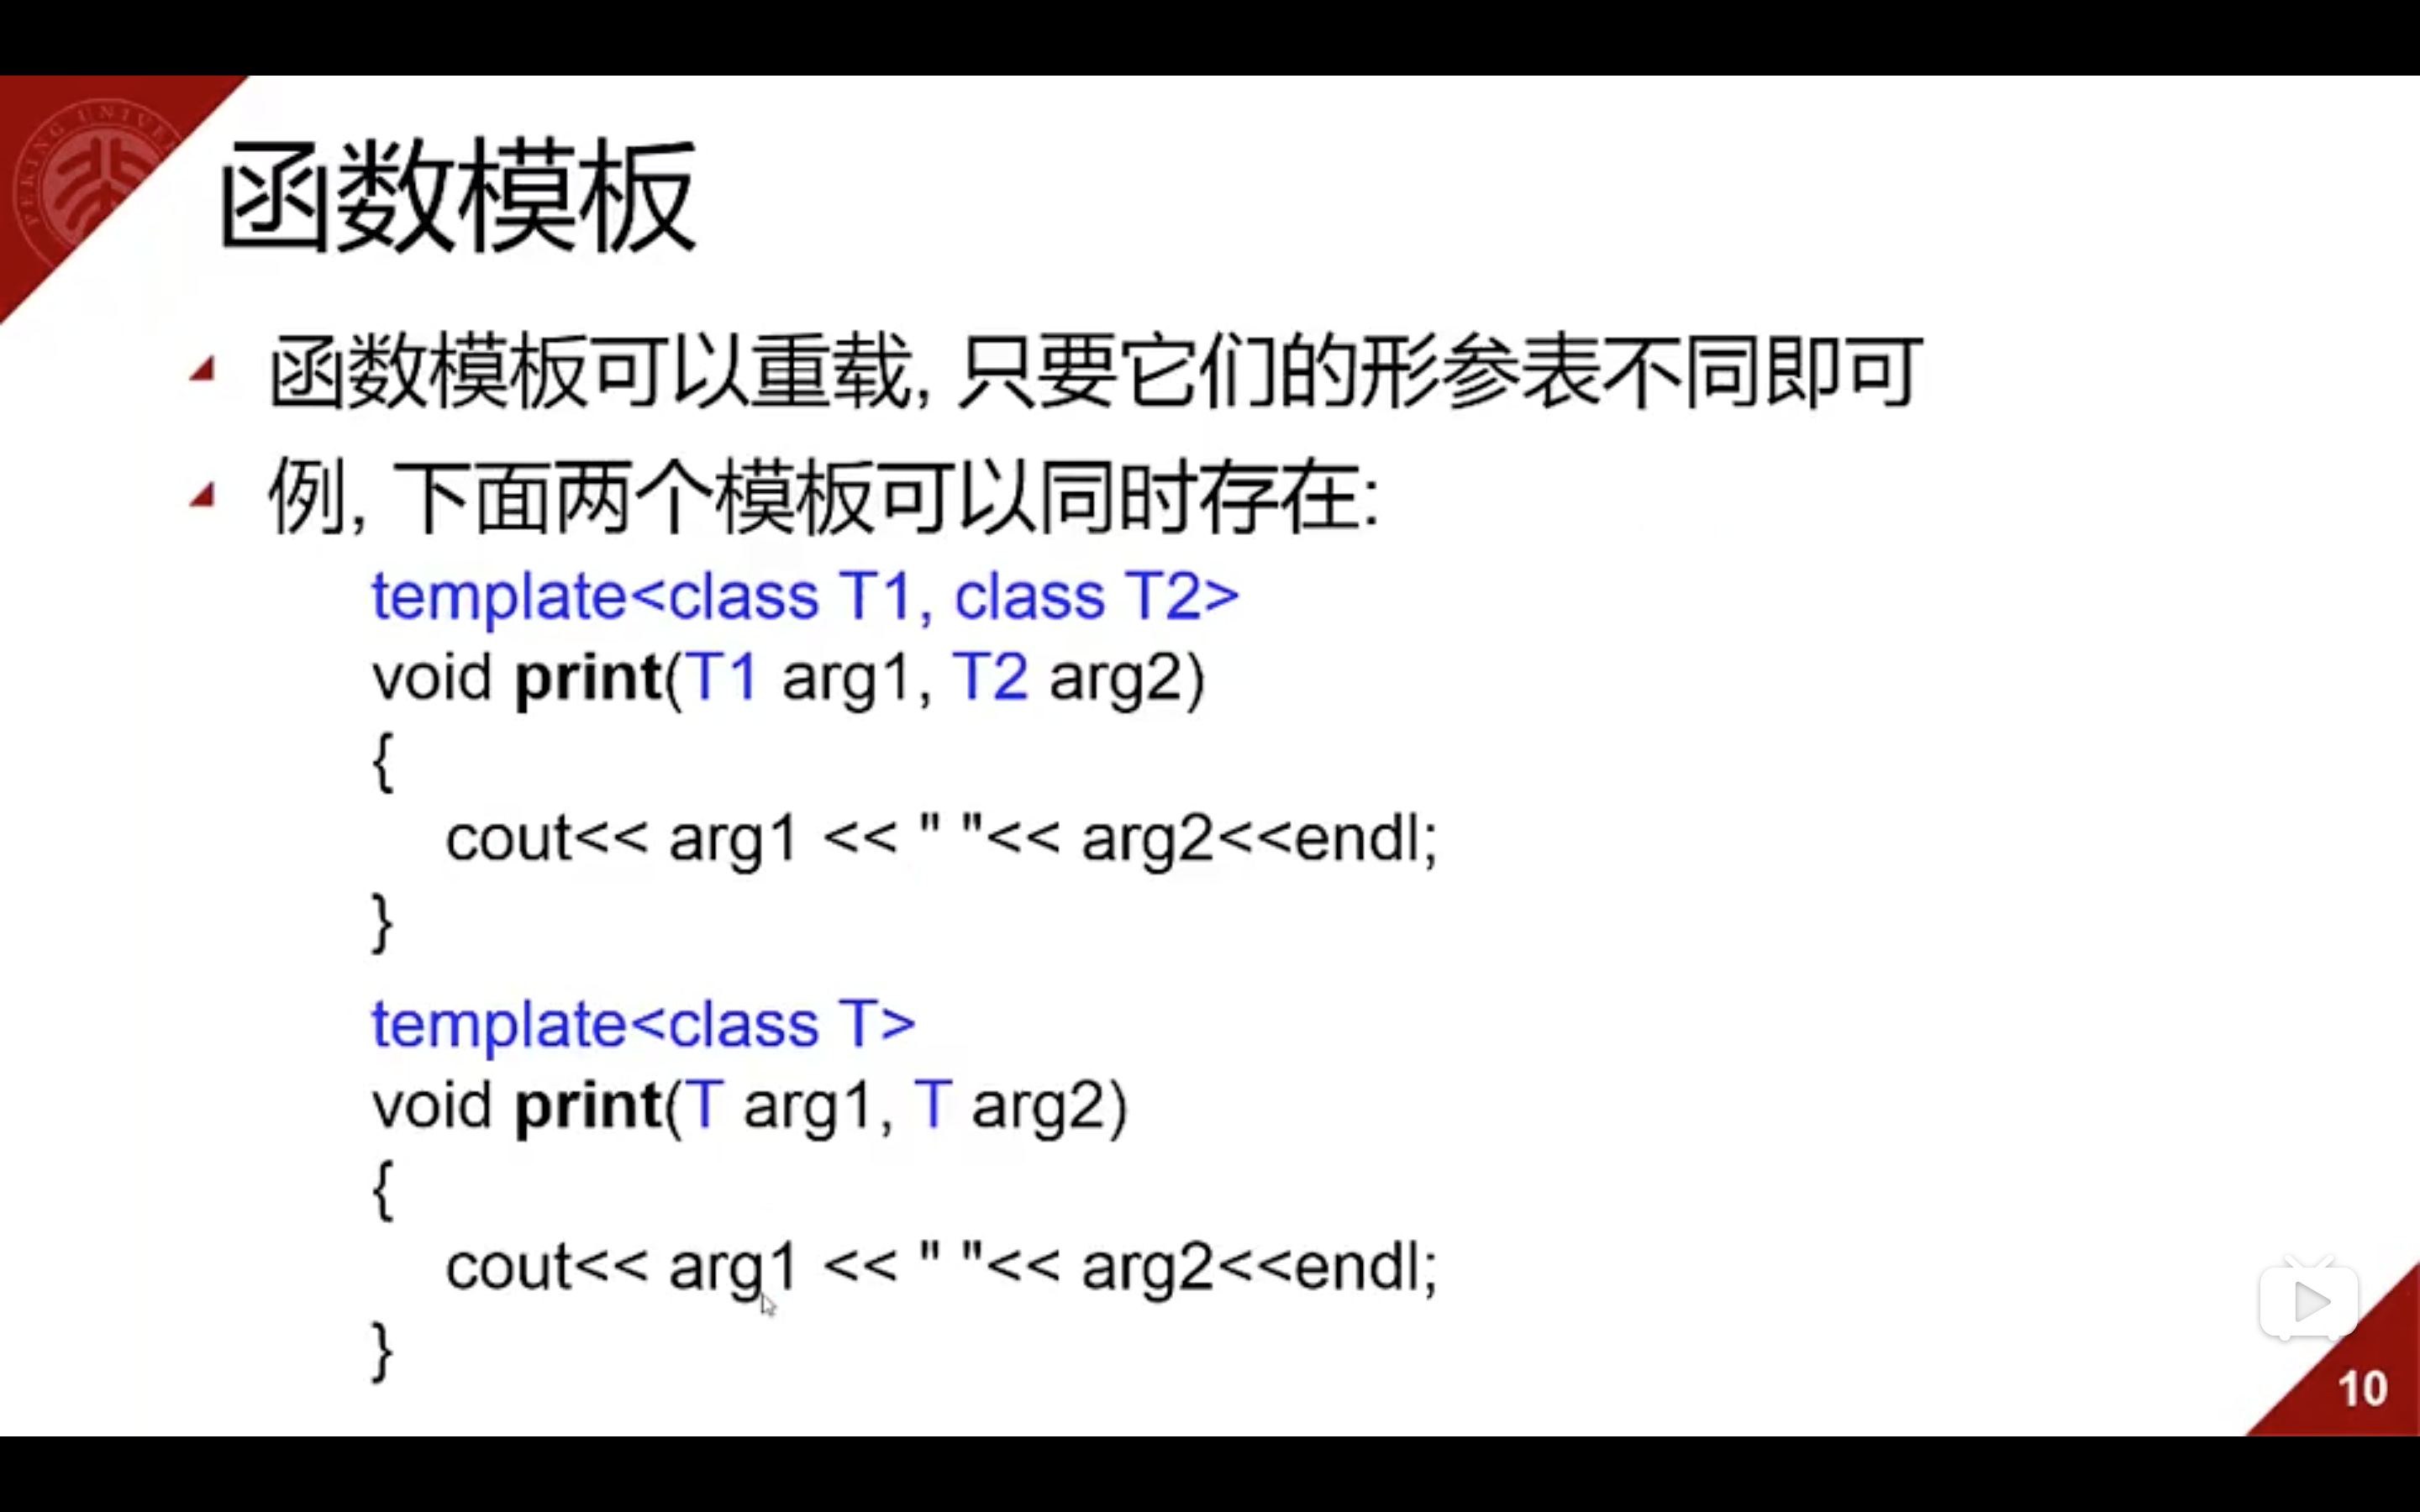 PEKING UNIVE
函数模板
函数模板可以重载, 只要它们的形参表不同即可
例, 下面两个模板可以同时存在:
template<class T1, class T2>
void print(T1 arg1, T2 arg2)
{
cout<< arg1 << " "<< arg2<<endl;
}
template<class T>
void print(T arg1, T arg2)
{
cout<< arg1 << " "<< arg2<<endl;
}
10